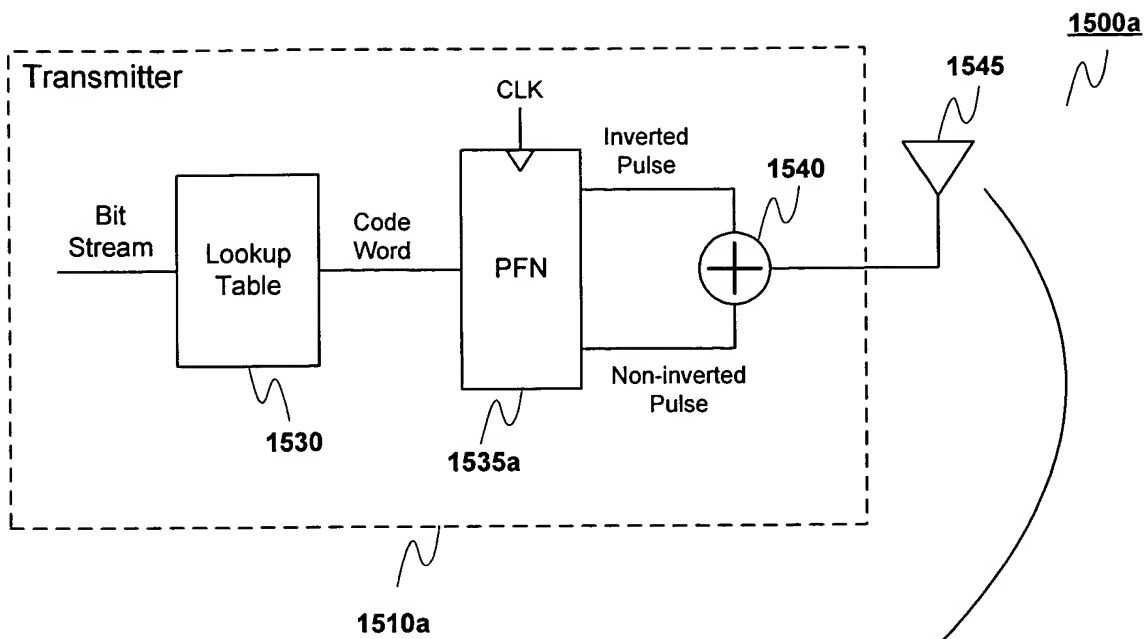 1500a
Transmitter
1545
CLK
Inverted
Pulse
1540
Bit
Stream
Lookup
Table
Code
Word
PFN
Non-inverted
Pulse
1530
1535a
1510a